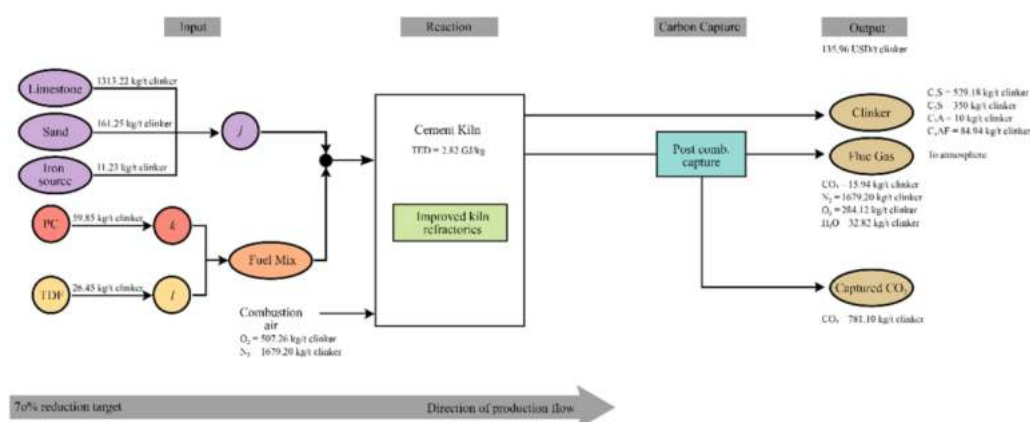 Input
Reaction
Carbon Capture
Output
135.96 USD/t clinker
Limestone
1313.22 kg/t clinker
Sand
161.25 kg/t clinker
Iron source
11.23 kg/t clinker
j
PC
59.85 kg/t clinker
k
TDF
26.45 kg/t clinker
l
Fuel Mix
Combustion
air
O₂ = 507.26 kg/t clinker
N₂ 1679.20 kg/t clinker
Cement Kiln
TED = 2.82 GJ/kg
Improved kiln
refractories
Post comb.
capture
Clinker
C₃S = 529.18 kg/t clinker
C₂S 350 kg/t clinker
C₃A 10 kg/t clinker
C₄AF = 84.94 kg/t clinker
Flue Gas
To atmosphere
CO₂ 15.94 kg/t clinker
N₂ = 1679.20 kg/t clinker
O₂ = 284.12 kg/t clinker
H₂O 32.82 kg/t clinker
Captured CO₂
CO₂ 781.10 kg/t clinker
7o% reduction target
Direction of production flow